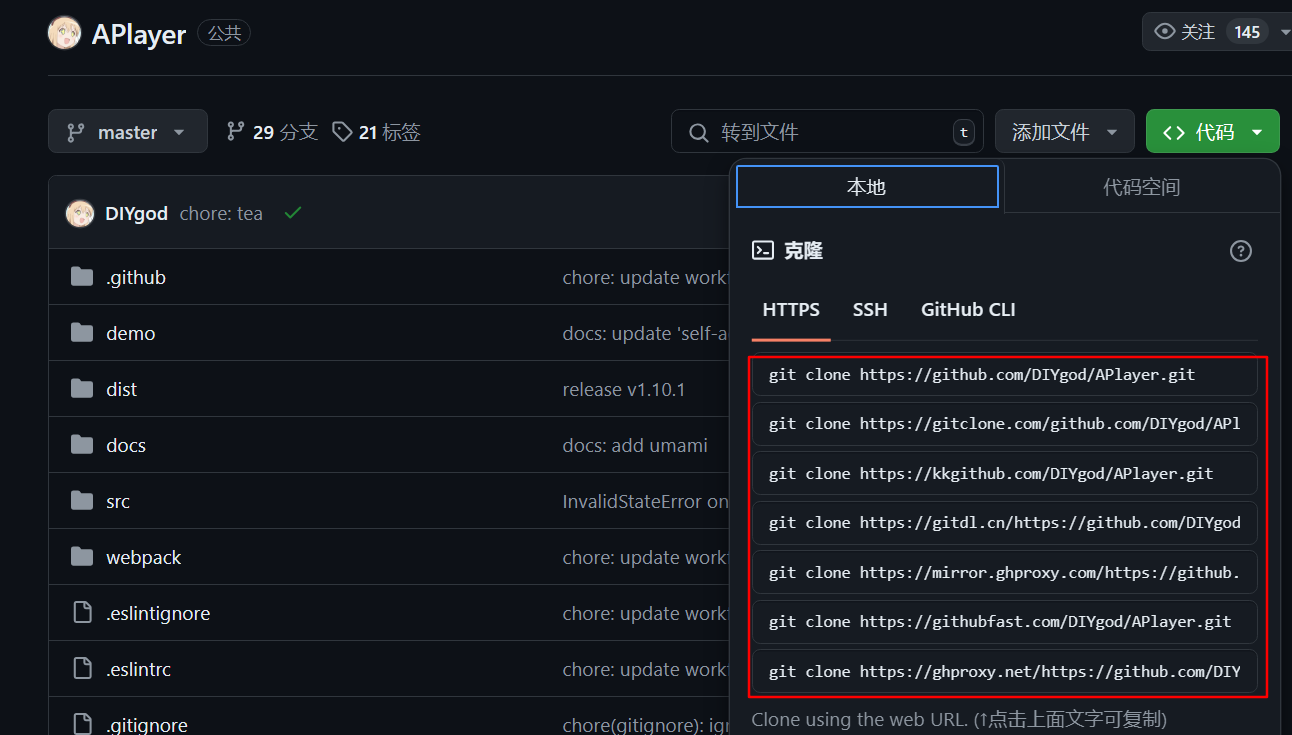 APlayer 公共
关注 145
master 29 分支 21 标签
转到文件 t 添加文件 代码
本地 代码空间
DIYgod chore: tea
克隆
.github chore: update
HTTPS SSH GitHub CLI
demo docs: update 'self-a
git clone https://github.com/DIYgod/APlayer.git
dist release v1.10.1
git clone https://gitclone.com/github.com/DIYgod/APl
docs docs: add umami
git clone https://kkgithub.com/DIYgod/APlayer.git
src InvalidStateError on
git clone https://gitdl.cn/https://github.com/DIYgod
webpack chore: update
git clone https://mirror.ghproxy.com/https://github.
.eslintignore chore: update
git clone https://githubfast.com/DIYgod/APlayer.git
.eslintrc chore: update
git clone https://ghproxy.net/https://github.com/DIY
.gitignore chore(gitignore):
Clone using the web URL. (↑点击上面文字可复制)